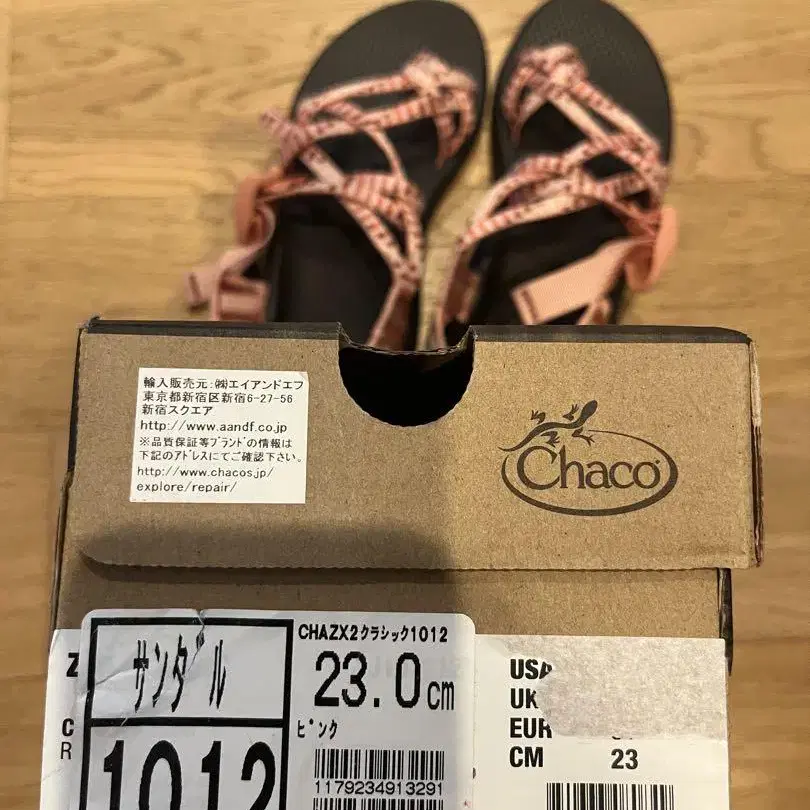 輸入販売元:㈱エイアンドエフ
東京都新宿区新宿6-27-56
新宿スクエア
http://www.aandf.co.jp
※品質保証等ブランドの情報は
下記のアドレスにてご確認下さい。
http://www.chacos.jp/
explore/repair/
Chaco
サンダル
1012
CHAZX2クラシック1012
23.0cm
ピンク
1179234913291
Z
C
R
USA
UK
EUR
CM 23